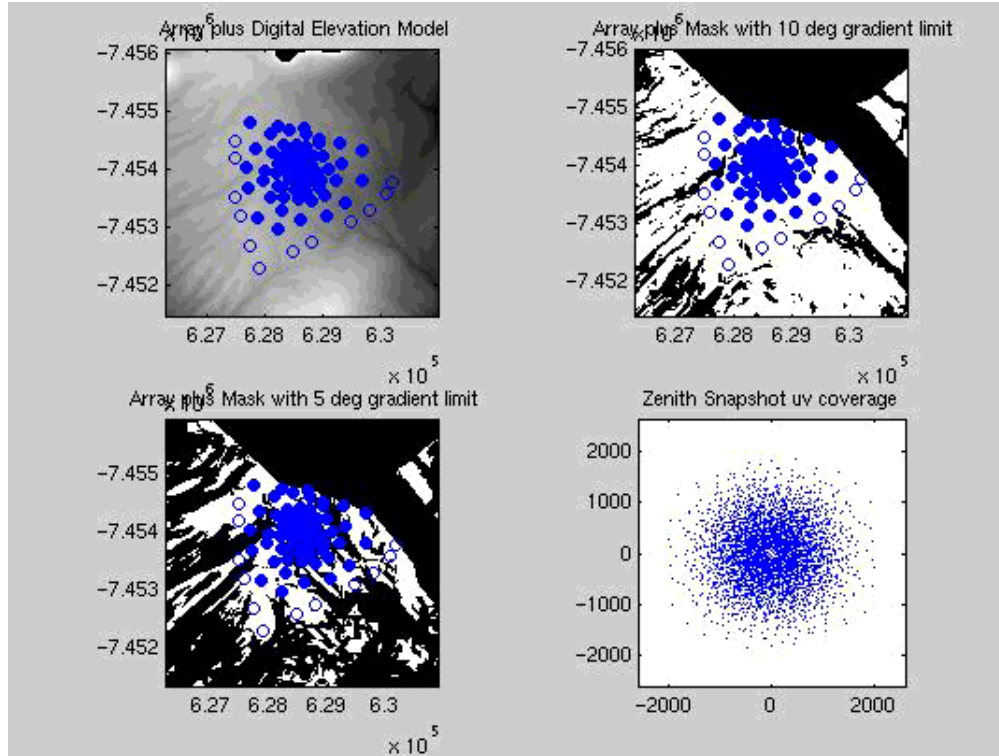 Array plus Digital Elevation Model
x 10^6
-7.456
-7.455
-7.454
-7.453
-7.452
6.27 6.28 6.29 6.3
x 10^5
Array plus Mask with 10 deg gradient limit
x 10^6
-7.456
-7.455
-7.454
-7.453
-7.452
6.27 6.28 6.29 6.3
x 10^5
Array plus Mask with 5 deg gradient limit
x 10^6
-7.455
-7.454
-7.453
-7.452
6.27 6.28 6.29 6.3
x 10^5
Zenith Snapshot uv coverage
2000
1000
0
-1000
-2000
-2000 0 2000